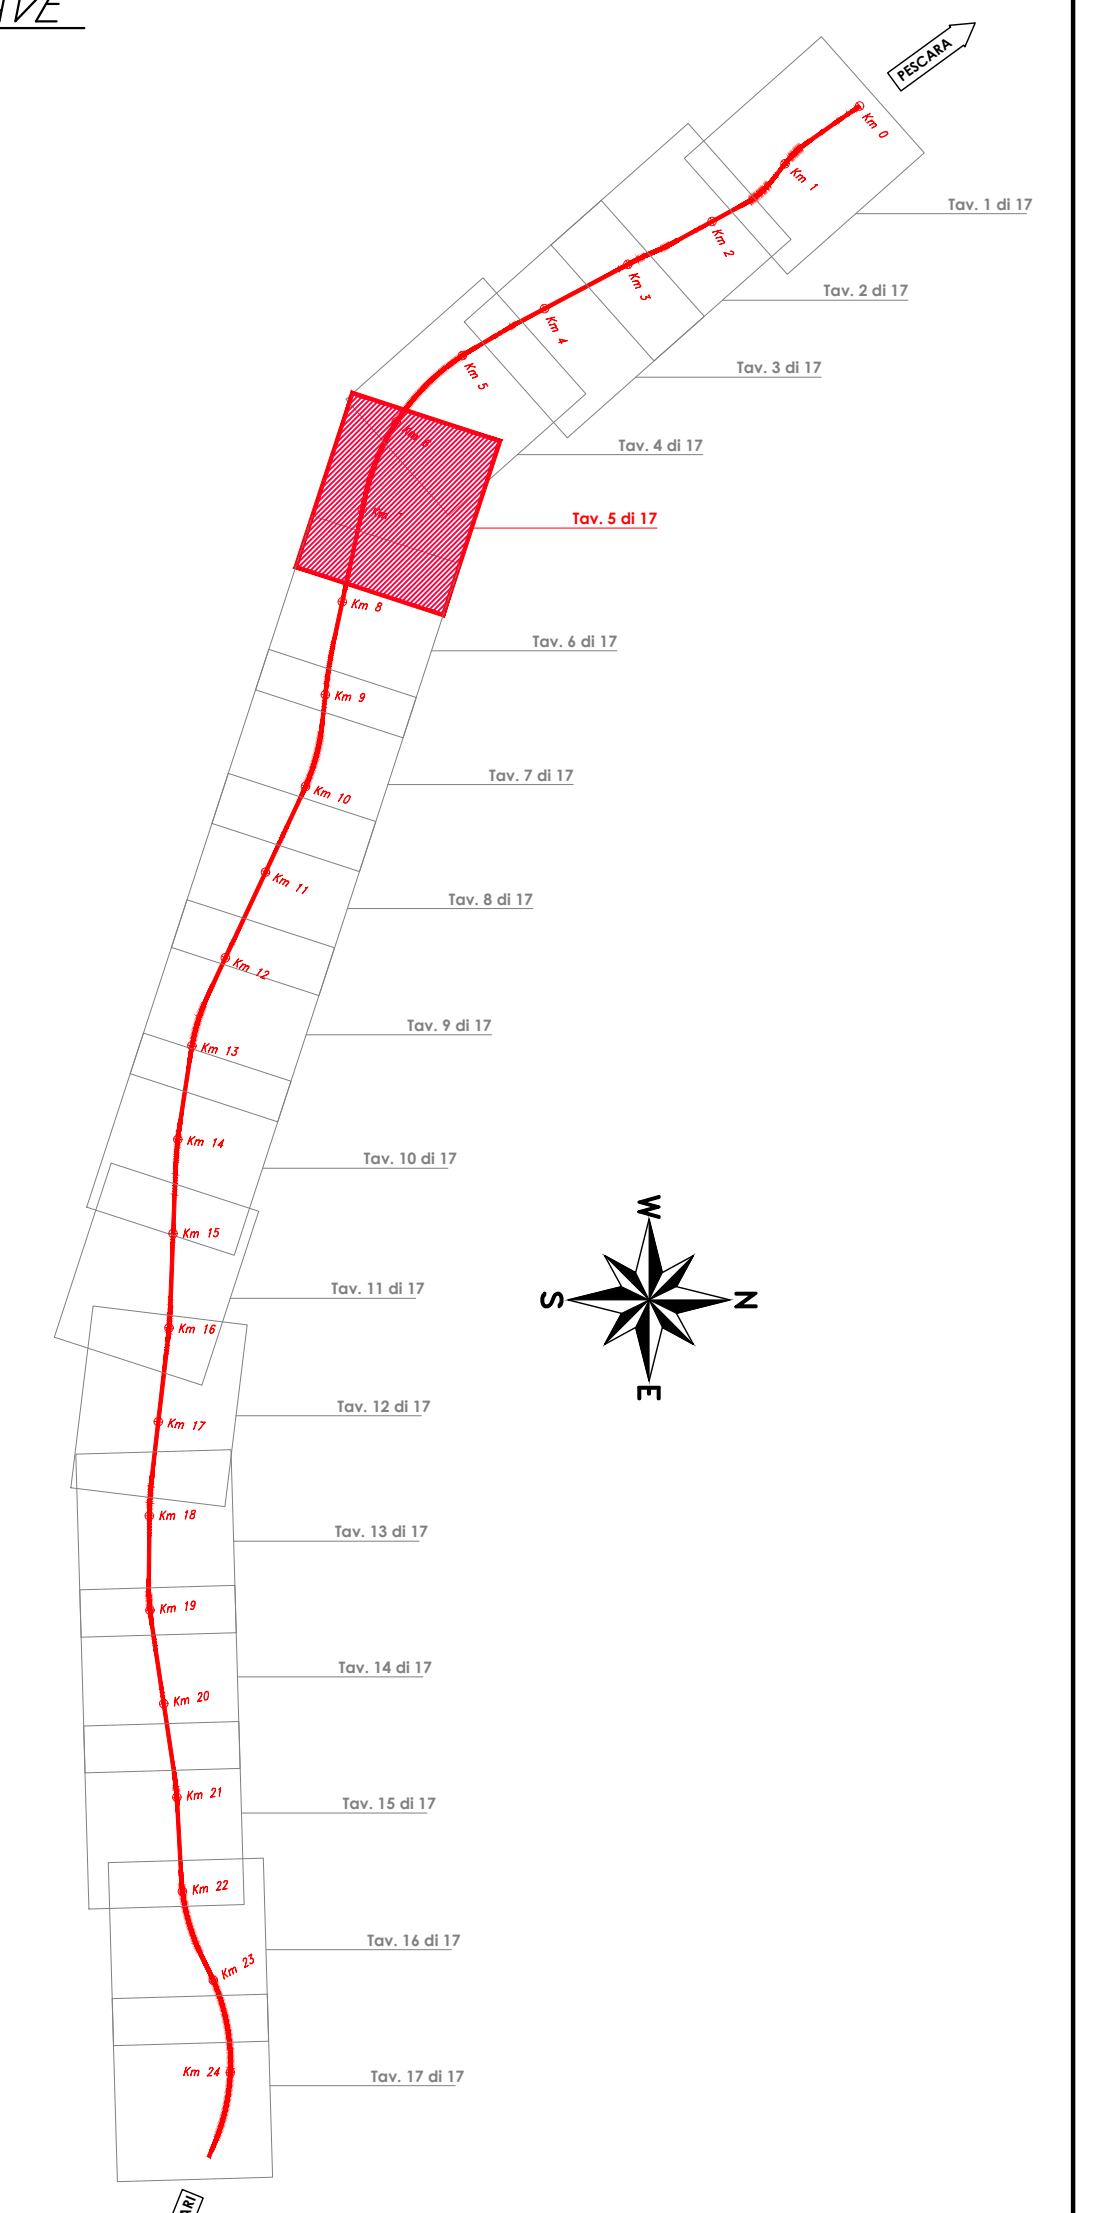 PESCARA
Km 0
Km 1
Tav. 1 di 17
Km 2
Km 3
Tav. 2 di 17
Km 4
Km 5
Tav. 3 di 17
Km 6
Tav. 4 di 17
Km
Tav. 5 di 17
Km 8
Tav. 6 di 17
Km 9
Tav. 7 di 17
Km 10
Km 11
Tav. 8 di 17
Km 12
Tav. 9 di 17
Km 13
Km 14
Tav. 10 di 17
Km 15
W
Tav. 11 di 17
S
N
Km 16
E
Tav. 12 di 17
Km 17
Km 18
Tav. 13 di 17
Km 19
Tav. 14 di 17
Km 20
Km 21
Tav. 15 di 17
Km 22
Tav. 16 di 17
Km 23
Km 24
Tav. 17 di 17